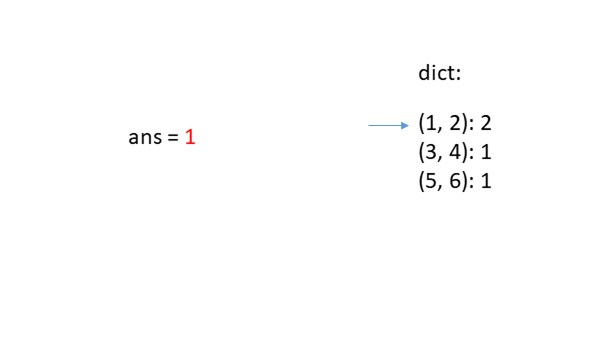 dict:
ans = 1
(1, 2): 2
(3, 4): 1
(5, 6): 1